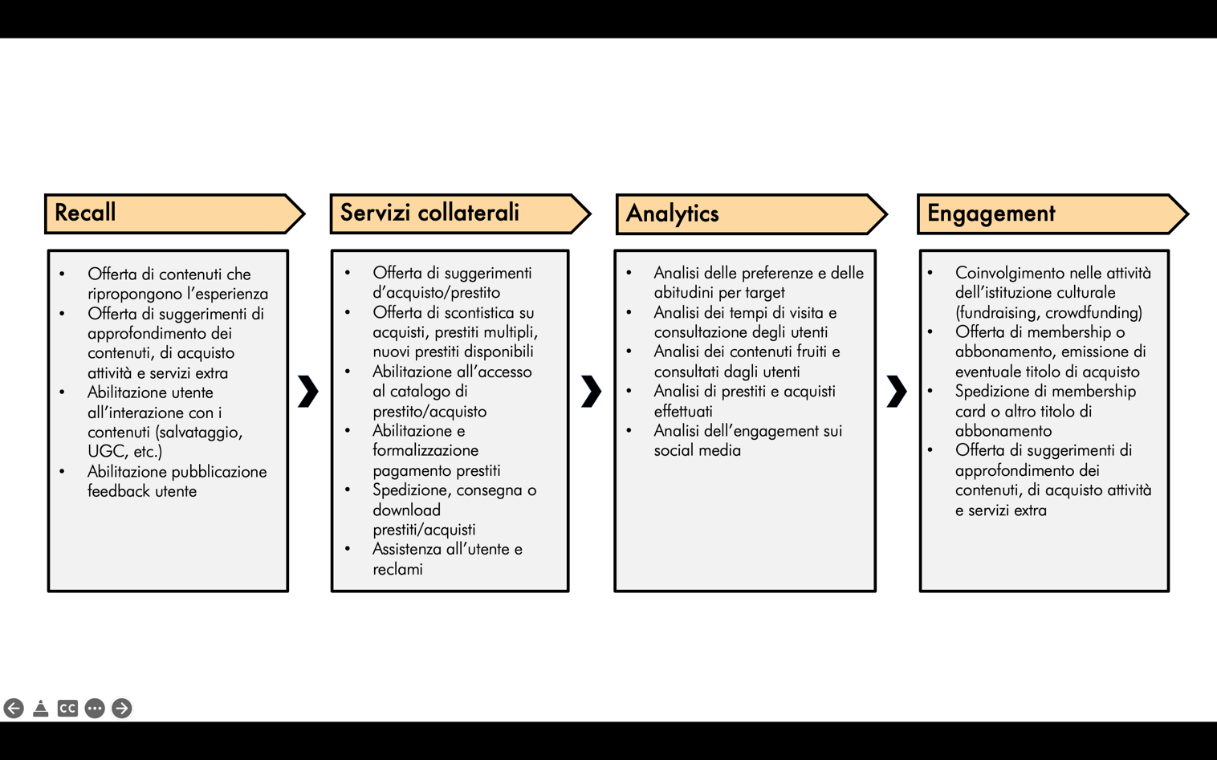 Recall
• Offerta di contenuti che
ripropongono l'esperienza
• Offerta di suggerimenti di
approfondimento dei
contenuti, di acquisto
attività e servizi extra
• Abilitazione utente
all'interazione con i
contenuti (salvataggio,
UGC, etc.)
• Abilitazione pubblicazione
feedback utente
Servizi collaterali
• Offerta di suggerimenti
d'acquisto/prestito
• Offerta di scontistica su
acquisti, prestiti multipli,
nuovi prestiti disponibili
• Abilitazione all'accesso
al catalogo di
prestito/acquisto
• Abilitazione e
formalizzazione
pagamento prestiti
• Spedizione, consegna o
download
prestiti/acquisti
• Assistenza all'utente e
reclami
Analytics
• Analisi delle preferenze e delle
abitudini per target
• Analisi dei tempi di visita e
consultazione degli utenti
• Analisi dei contenuti fruiti e
consultati dagli utenti
• Analisi di prestiti e acquisti
effettuati
• Analisi dell'engagement sui
social media
Engagement
• Coinvolgimento nelle attività
dell'istituzione culturale
(fundraising, crowdfunding)
• Offerta di membership o
abbonamento, emissione di
eventuale titolo di acquisto
• Spedizione di membership
card o altro titolo di
abbonamento
• Offerta di suggerimenti di
approfondimento dei
contenuti, di acquisto attività
e servizi extra
CC